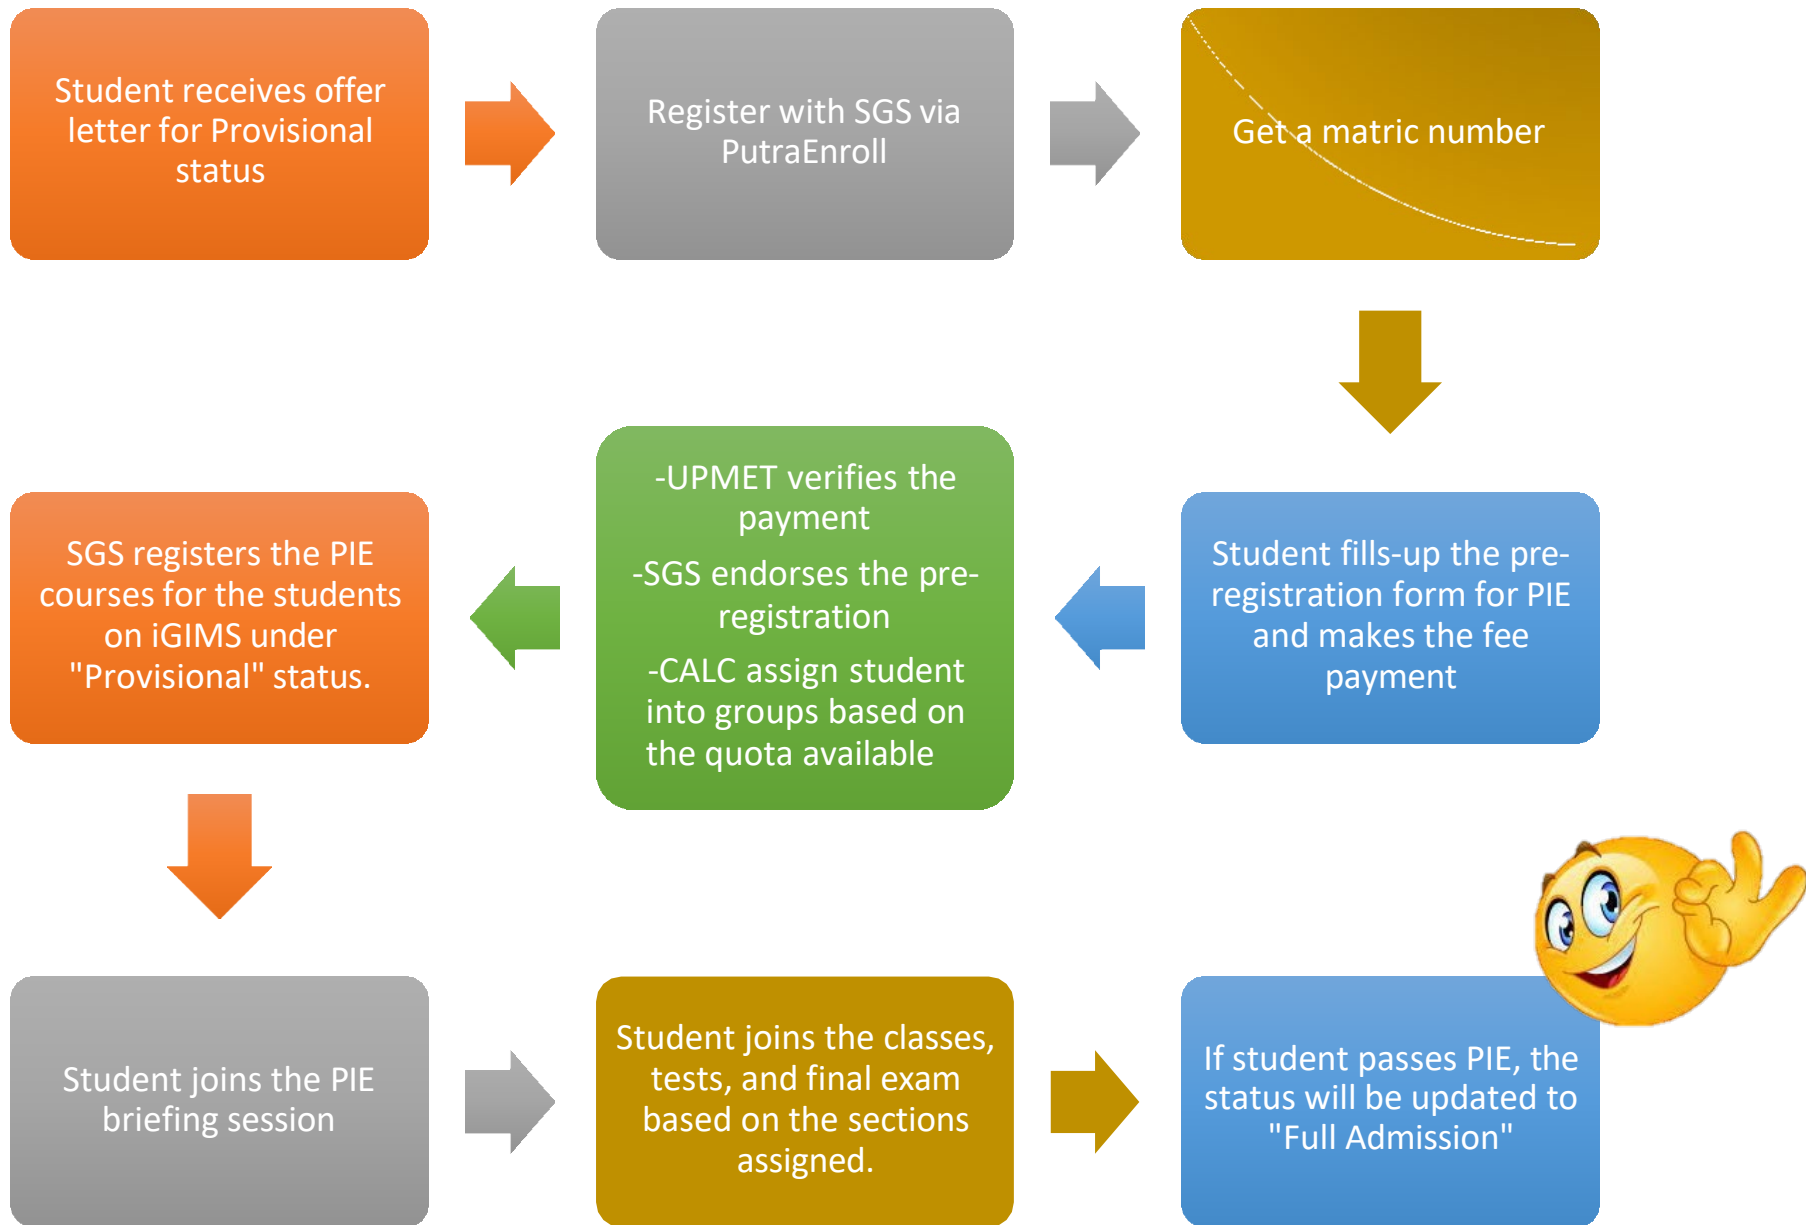 Student receives offer
letter for Provisional
status
Register with SGS via
PutraEnroll
Get a matric number
Student fills-up the pre-
registration form for PIE
and makes the fee
payment
-UPMET verifies the
payment
-SGS endorses the pre-
registration
-CALC assign student
into groups based on
the quota available
SGS registers the PIE
courses for the students
on iGIMS under
"Provisional" status.
Student joins the PIE
briefing session
Student joins the classes,
tests, and final exam
based on the sections
assigned.
If student passes PIE, the
status will be updated to
"Full Admission"